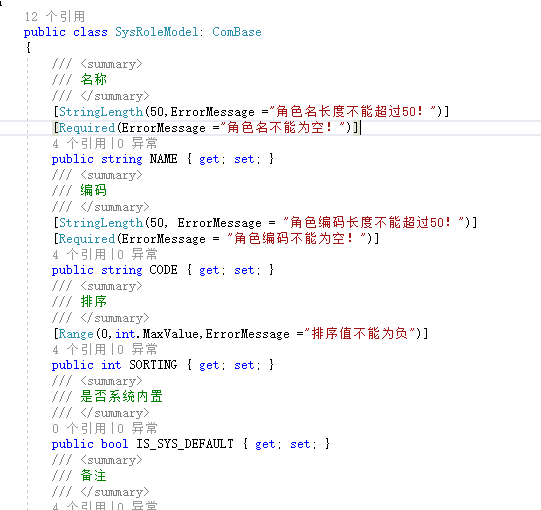 12 个引用
public class SysRoleModel: ComBase
{
/// <summary>
/// 名称
/// </summary>
[StringLength(50,ErrorMessage ="角色名长度不能超过50! ")]
[Required(ErrorMessage ="角色名不能为空! ")]
4 个引用|0 异常
public string NAME { get; set; }
/// <summary>
/// 编码
/// </summary>
[StringLength(50, ErrorMessage = "角色编码长度不能超过50! ")]
[Required(ErrorMessage = "角色编码不能为空! ")]
4 个引用|0 异常
public string CODE { get; set; }
/// <summary>
/// 排序
/// </summary>
[Range(0,int.MaxValue,ErrorMessage ="排序值不能为负")]
4 个引用|0 异常
public int SORTING { get; set; }
/// <summary>
/// 是否系统内置
/// </summary>
0 个引用|0 异常
public bool IS_SYS_DEFAULT { get; set; }
/// <summary>
/// 备注
/// </summary>
4 个引用|0 异常